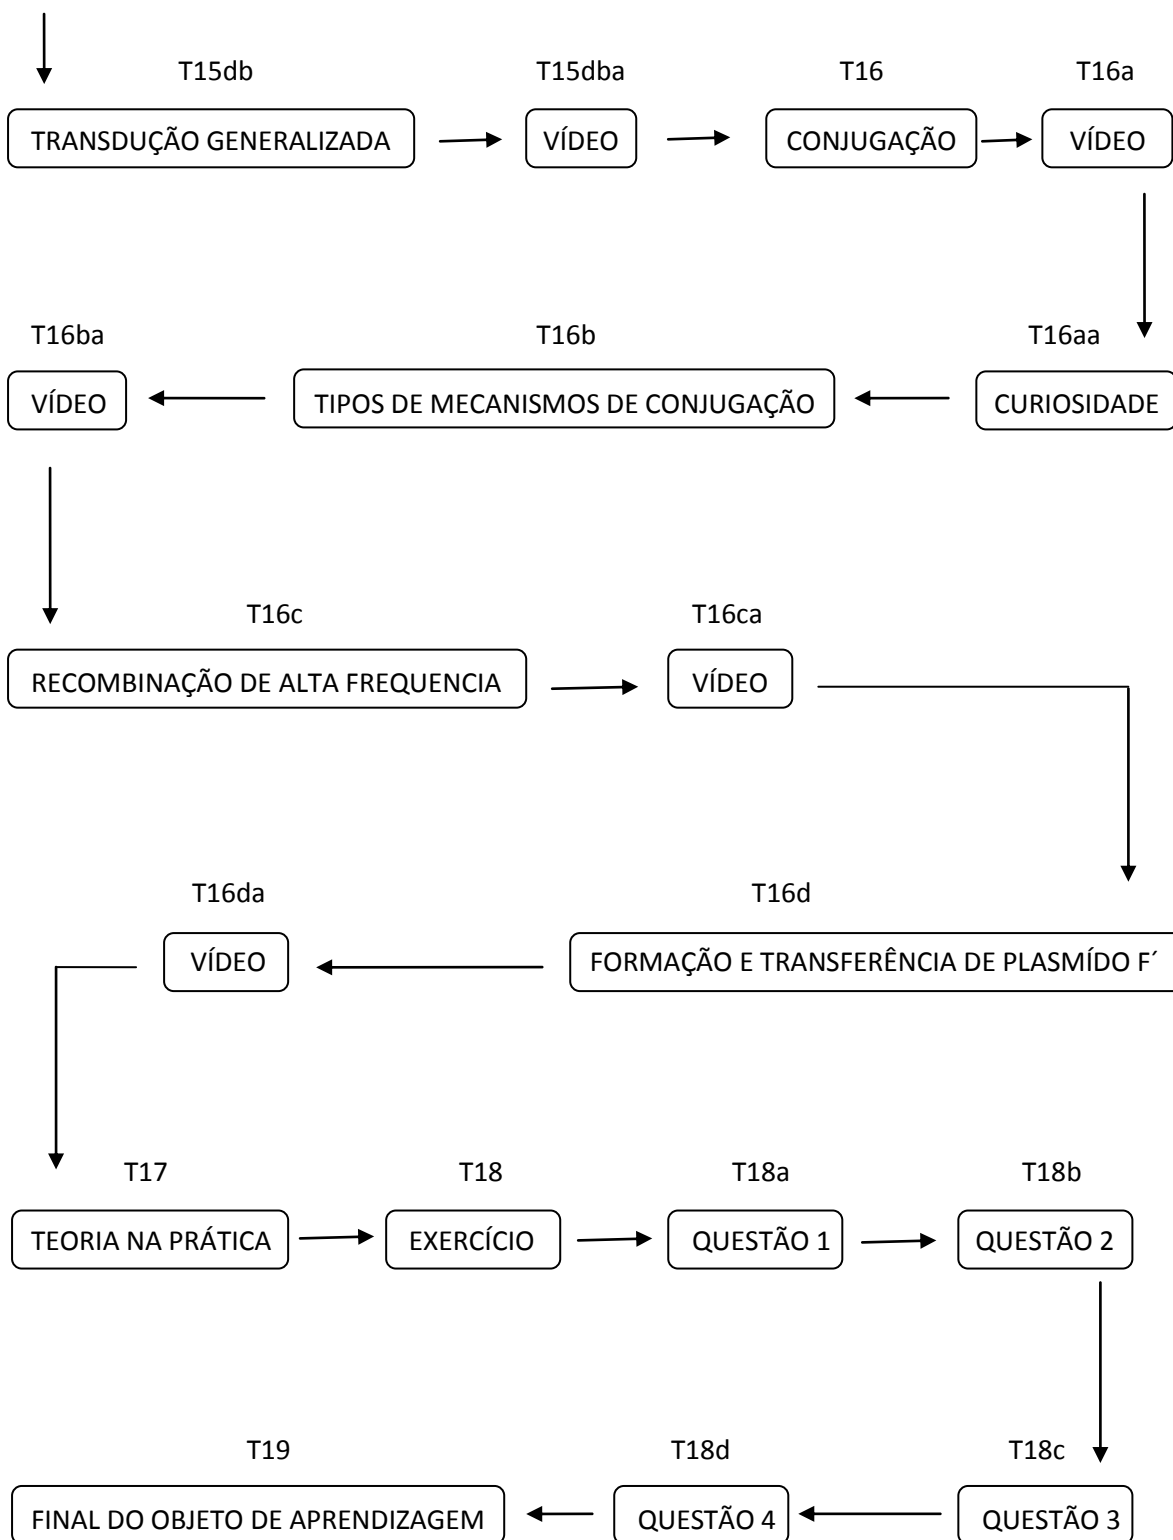 T15db T15dba T16 T16a
TRANSDUÇÃO GENERALIZADA VÍDEO CONJUGAÇÃO VÍDEO
T16ba T16b T16aa
VÍDEO TIPOS DE MECANISMOS DE CONJUGAÇÃO CURIOSIDADE
T16c T16ca
RECOMBINAÇÃO DE ALTA FREQUENCIA VÍDEO
T16da T16d
VÍDEO FORMAÇÃO E TRANSFERÊNCIA DE PLASMÍDO F´
T17 T18 T18a T18b
TEORIA NA PRÁTICA EXERCÍCIO QUESTÃO 1 QUESTÃO 2
T19 T18d T18c
FINAL DO OBJETO DE APRENDIZAGEM QUESTÃO 4 QUESTÃO 3